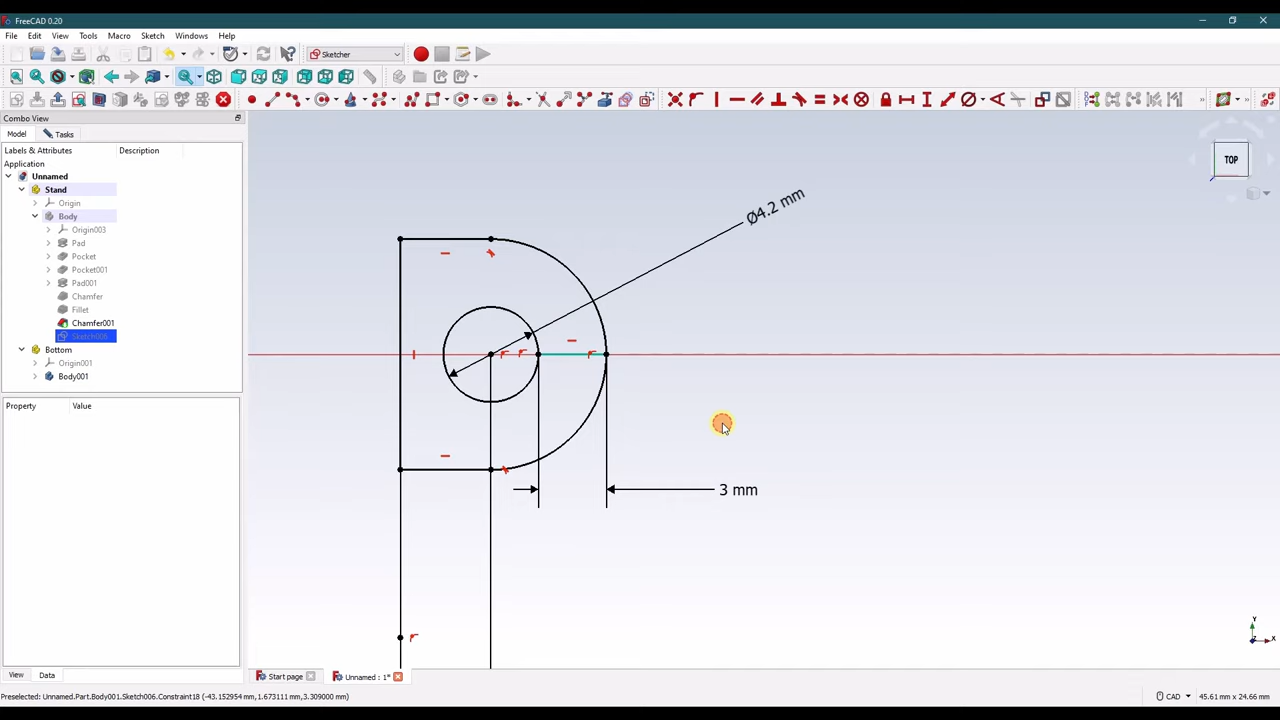 FreeCAD 0.20
File Edit View Tools Macro Sketch Windows Help
Sketcher
Combo View
Model Tasks
Labels & Attributes Description
Application
Unnamed
Stand
Origin
Body
Origin003
Pad
Pocket
Pocket001
Pad001
Chamfer
Fillet
Chamfer001
Sketch006
Bottom
Origin001
Body001
Property Value
View Data
TOP
Ø4.2 mm
3 mm
Y
Z X
Start page Unnamed : 1*
Preselected: Unnamed.Part.Body001.Sketch006.Constraint18 (-43.152954 mm,1.673111 mm,3.309000 mm)
CAD 45.61 mm x 24.66 mm